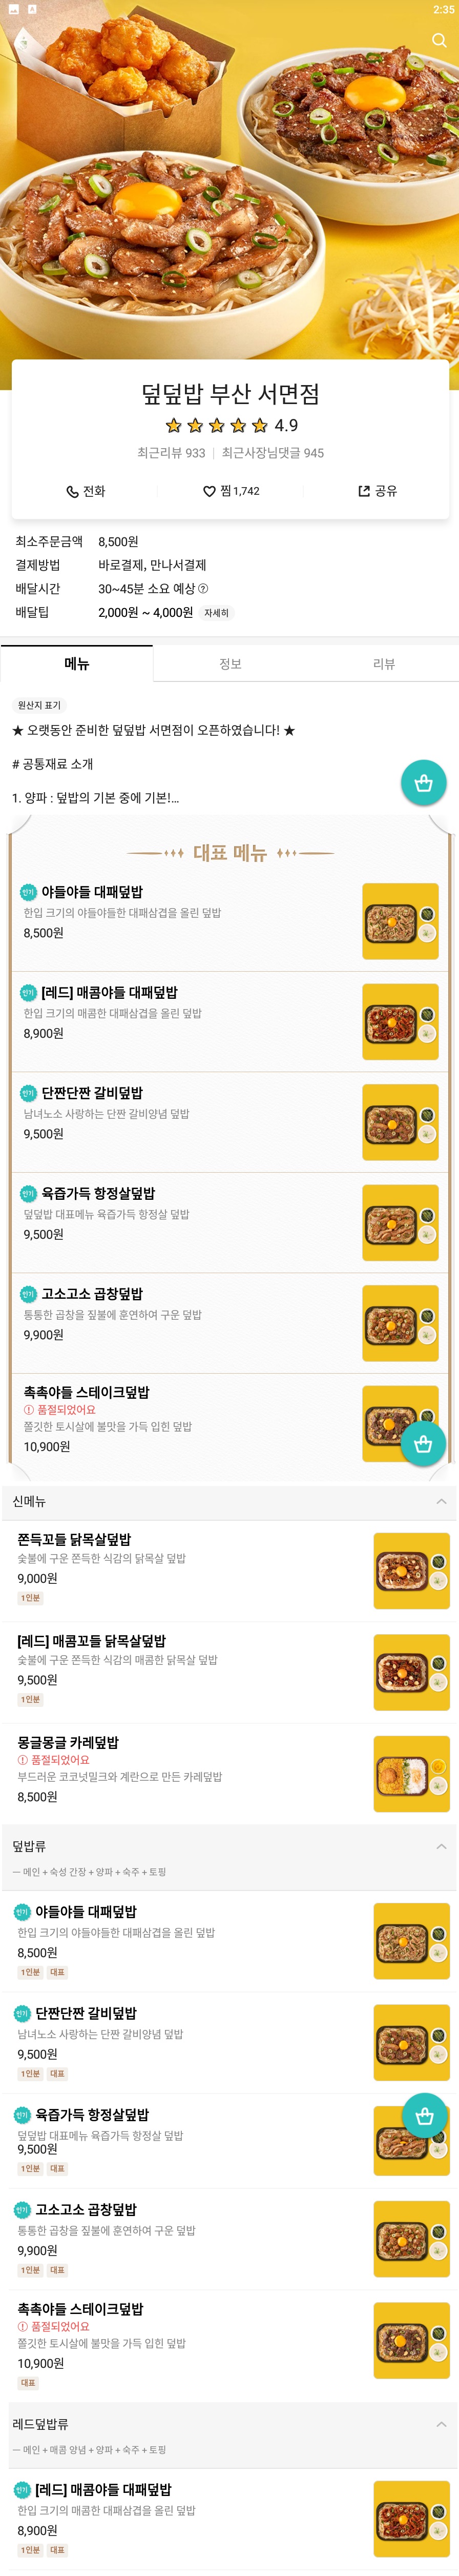 2:35
덮덮밥 부산 서면점
4.9
최근리뷰 933 | 최근사장님댓글 945
전화
찜 1,742
공유
최소주문금액 8,500원
결제방법 바로결제, 만나서결제
배달시간 30~45분 소요 예상
배달팁 2,000원 ~ 4,000원 자세히
메뉴 정보 리뷰
원산지 표기
★ 오랫동안 준비한 덮덮밥 서면점이 오픈하였습니다! ★
# 공통재료 소개
1. 양파 : 덮밥의 기본 중에 기본!...
대표 메뉴
인기 야들야들 대패덮밥
한입 크기의 야들야들한 대패삼겹을 올린 덮밥
8,500원
인기 [레드] 매콤야들 대패덮밥
한입 크기의 매콤한 대패삼겹을 올린 덮밥
8,900원
인기 단짠단짠 갈비덮밥
남녀노소 사랑하는 단짠 갈비양념 덮밥
9,500원
인기 육즙가득 항정살덮밥
덮덮밥 대표메뉴 육즙가득 항정살 덮밥
9,500원
인기 고소고소 곱창덮밥
통통한 곱창을 짚불에 훈연하여 구운 덮밥
9,900원
촉촉야들 스테이크덮밥
품절되었어요
쫄깃한 토시살에 불맛을 가득 입힌 덮밥
10,900원
신메뉴
쫀득꼬들 닭목살덮밥
숯불에 구운 쫀득한 식감의 닭목살 덮밥
9,000원
1인분
[레드] 매콤꼬들 닭목살덮밥
숯불에 구운 쫀득한 식감의 매콤한 닭목살 덮밥
9,500원
1인분
몽글몽글 카레덮밥
품절되었어요
부드러운 코코넛밀크와 계란으로 만든 카레덮밥
8,500원
덮밥류
ㅡ 메인 + 숙성 간장 + 양파 + 숙주 + 토핑
인기 야들야들 대패덮밥
한입 크기의 야들야들한 대패삼겹을 올린 덮밥
8,500원
1인분 대표
인기 단짠단짠 갈비덮밥
남녀노소 사랑하는 단짠 갈비양념 덮밥
9,500원
1인분 대표
인기 육즙가득 항정살덮밥
덮덮밥 대표메뉴 육즙가득 항정살 덮밥
9,500원
1인분 대표
인기 고소고소 곱창덮밥
통통한 곱창을 짚불에 훈연하여 구운 덮밥
9,900원
1인분 대표
촉촉야들 스테이크덮밥
품절되었어요
쫄깃한 토시살에 불맛을 가득 입힌 덮밥
10,900원
대표
레드덮밥류
ㅡ 메인 + 매콤 양념 + 양파 + 숙주 + 토핑
인기 [레드] 매콤야들 대패덮밥
한입 크기의 매콤한 대패삼겹을 올린 덮밥
8,900원
1인분 대표